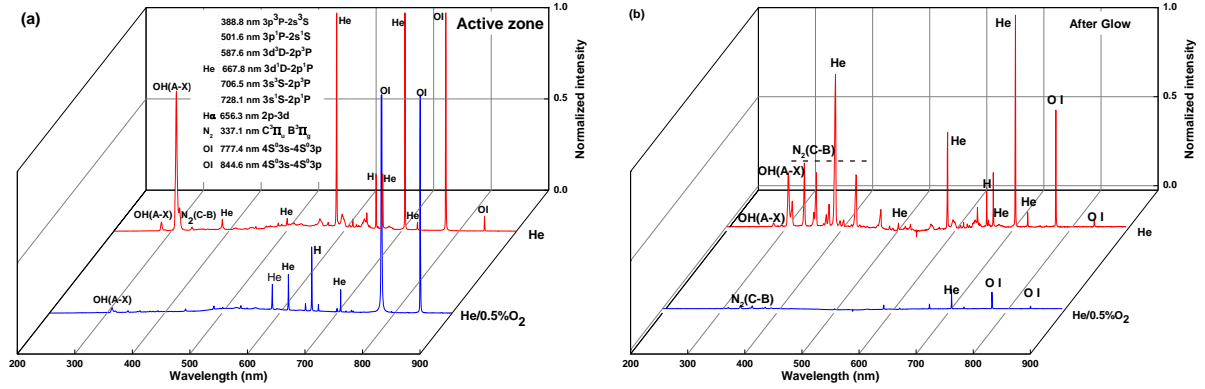 (a)
Active zone
388.8 nm 3p³P-2s³S
501.6 nm 3p¹P-2s¹S
587.6 nm 3d³D-2p³P
He 667.8 nm 3d¹D-2p¹P
706.5 nm 3s³S-2p³P
728.1 nm 3s¹S-2p¹P
Hα 656.3 nm 2p-3d
N₂ 337.1 nm C³Π_u B³Π_g
OI 777.4 nm 4S⁰3s-4S⁰3p
OI 844.6 nm 4S⁰3s-4S⁰3p
He
He
OI
1.0
0.5
0.0
Normalized intensity
OH(A-X)
OI
OI
H
He
OH(A-X)
N₂(C-B)
He
He
He
OI
He
He
He
H
He
OH(A-X)
He/0.5%O₂
200 300 400 500 600 700 800 900
Wavelength (nm)
(b)
After Glow
He
He
O I
1.0
0.5
0.0
Normalized intensity
N₂(C-B)
He
OH(A-X)
H
OH(A-X)
He
He
O I
He
N₂(C-B)
He
O I
O I
He/0.5%O₂
200 300 400 500 600 700 800 900
Wavelength (nm)